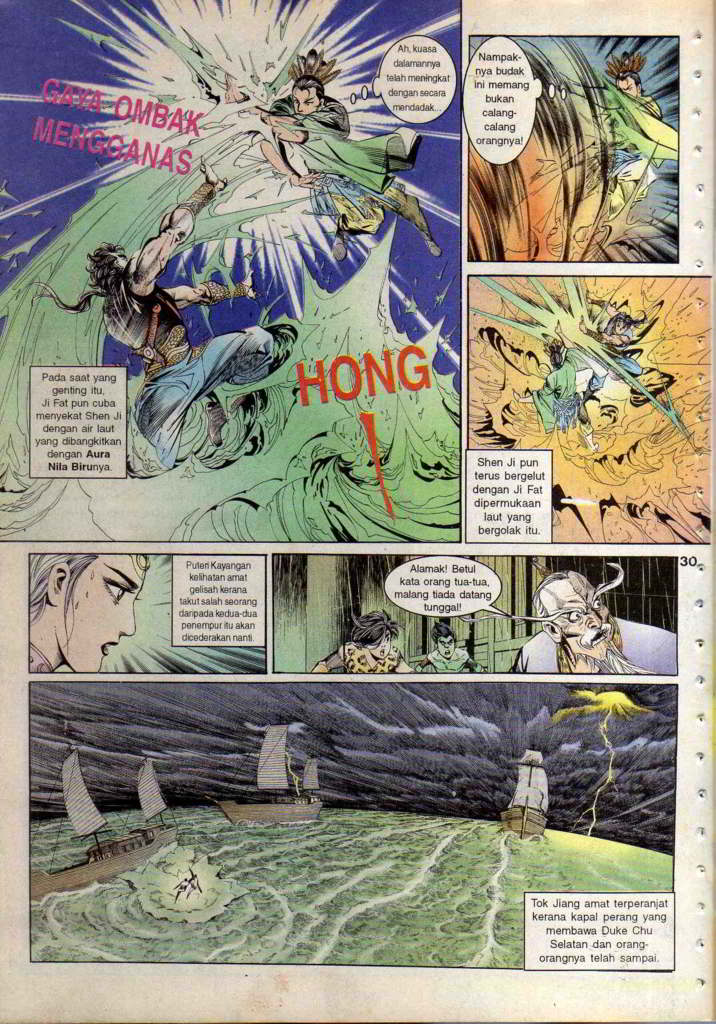 GAYA OMBAK
MENGGANAS
Ah, kuasa
dalamannya
telah meningkat
dengan secara
mendadak...
Pada saat yang
genting itu,
Ji Fat pun cuba
menyekat Shen Ji
dengan air laut
yang dibangkitkan
dengan Aura
Nila Birunya.
HONG
!
Nampak-
nya budak
ini memang
bukan
calang-
calang
orangnya!
Shen Ji pun
terus bergelut
dengan Ji Fat
dipermukaan
laut yang
bergolak itu.
30
Puteri Kayangan
kelihatan amat
gelisah kerana
takut salah seorang
daripada kedua-dua
penempur itu akan
dicederakan nanti.
Alamak! Betul
kata orang tua-tua,
malang tiada datang
tunggal!
Tok Jiang amat terperanjat
kerana kapal perang yang
membawa Duke Chu
Selatan dan orang-
orangnya telah sampai.